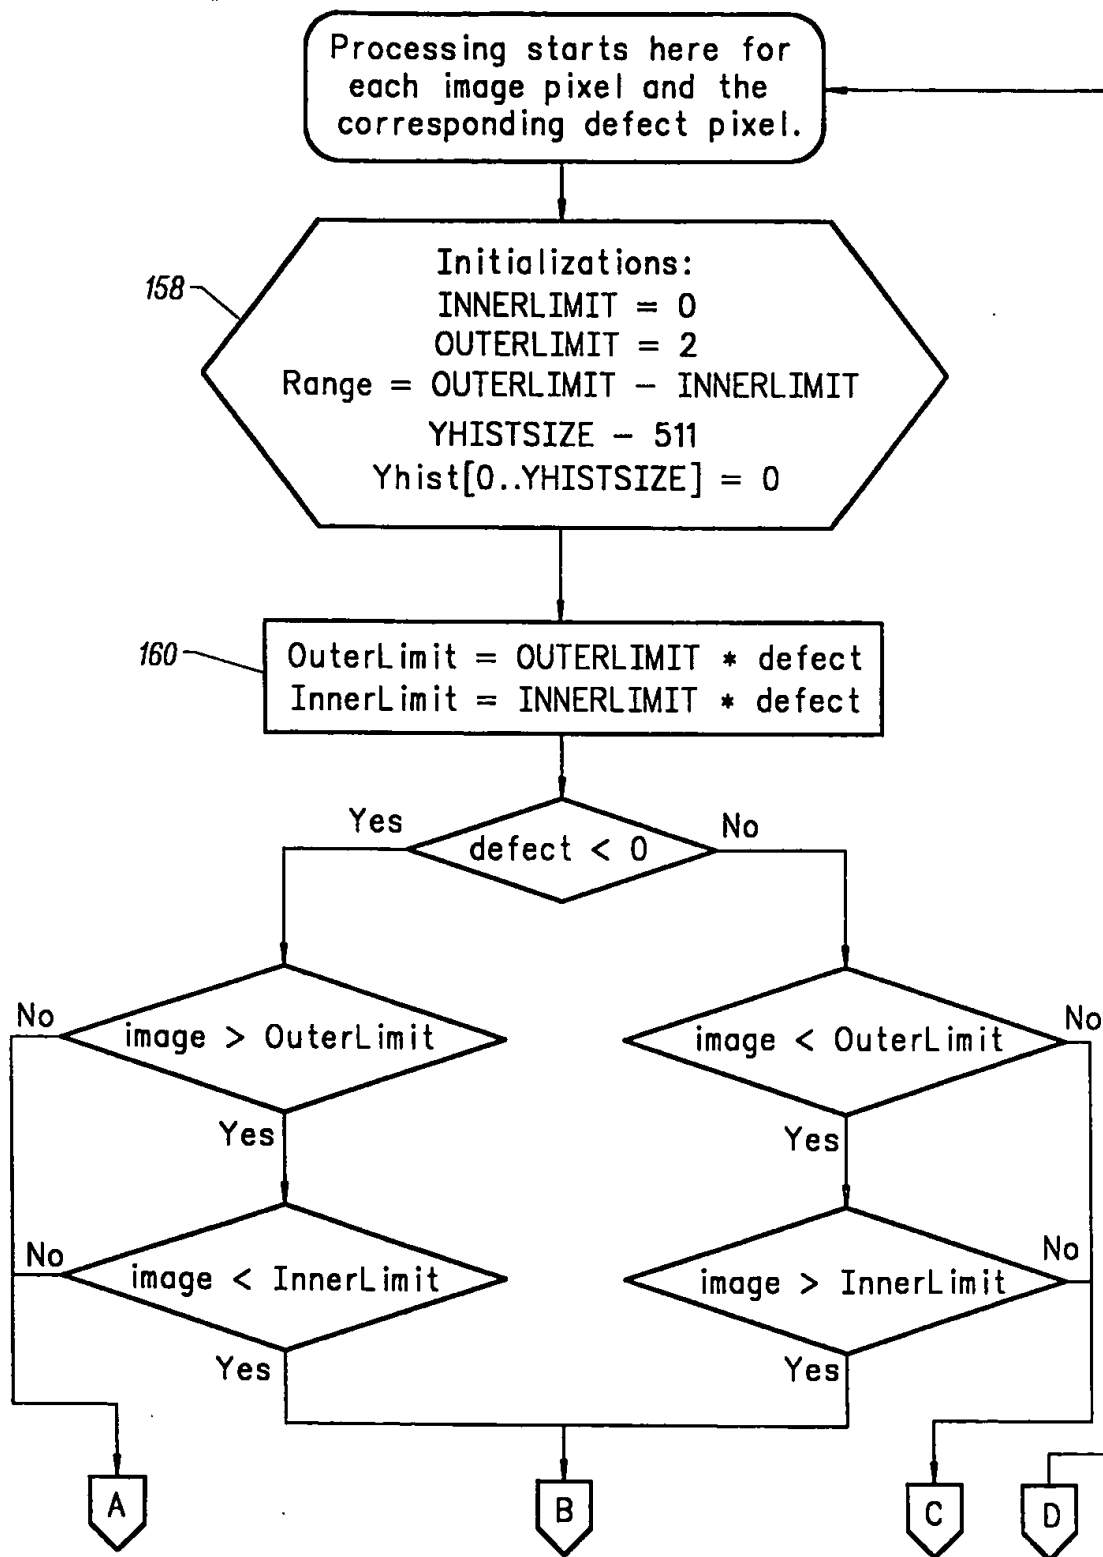 Processing starts here for
each image pixel and the
corresponding defect pixel.
158
Initializations:
INNERLIMIT = 0
OUTERLIMIT = 2
Range = OUTERLIMIT - INNERLIMIT
YHISTSIZE - 511
Yhist[0..YHISTSIZE] = 0
160
OuterLimit = OUTERLIMIT * defect
InnerLimit = INNERLIMIT * defect
Yes
defect < 0
No
No
image > OuterLimit
Yes
image < OuterLimit
No
Yes
No
image < InnerLimit
Yes
image > InnerLimit
No
Yes
A
B
C
D